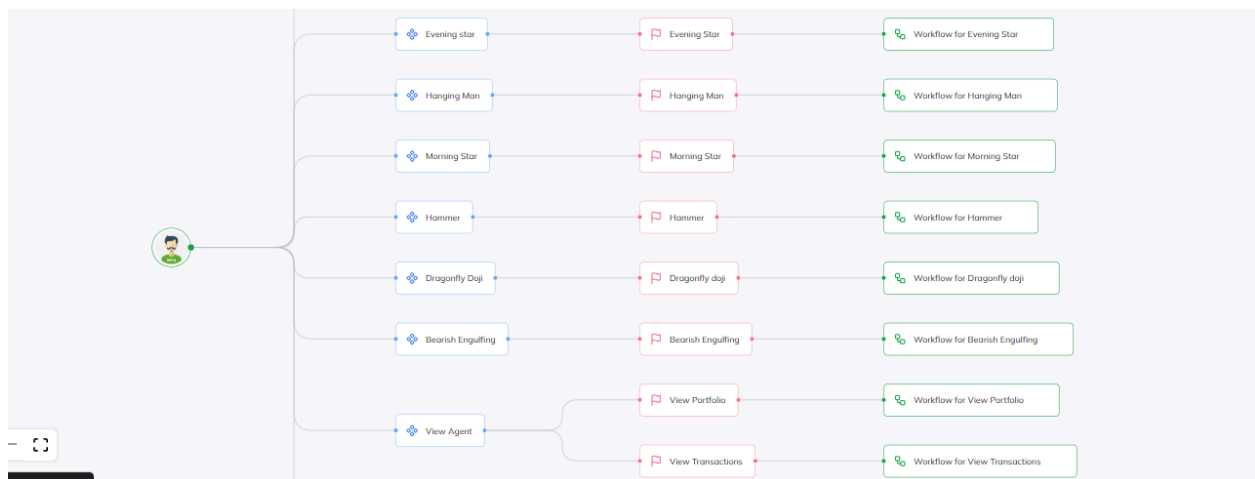 Evening star
Evening Star
Workflow for Evening Star
Hanging Man
Hanging Man
Workflow for Hanging Man
Morning Star
Morning Star
Workflow for Morning Star
Hammer
Hammer
Workflow for Hammer
Dragonfly Doji
Dragonfly doji
Workflow for Dragonfly doji
Bearish Engulfing
Bearish Engulfing
Workflow for Bearish Engulfing
View Portfolio
Workflow for View Portfolio
View Agent
View Transactions
Workflow for View Transactions